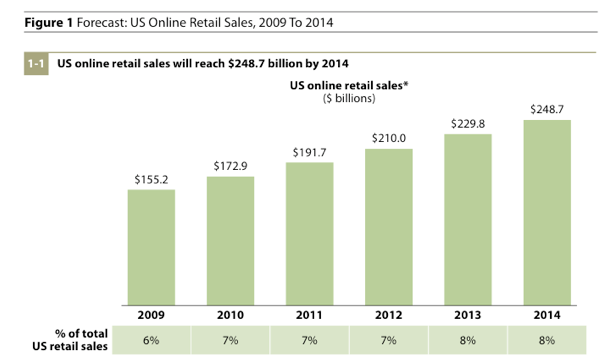 Figure 1 Forecast: US Online Retail Sales, 2009 To 2014
1-1 US online retail sales will reach $248.7 billion by 2014
US online retail sales*
($ billions)
$155.2 $172.9 $191.7 $210.0 $229.8 $248.7
2009 2010 2011 2012 2013 2014
% of total
US retail sales
6% 7% 7% 7% 8% 8%